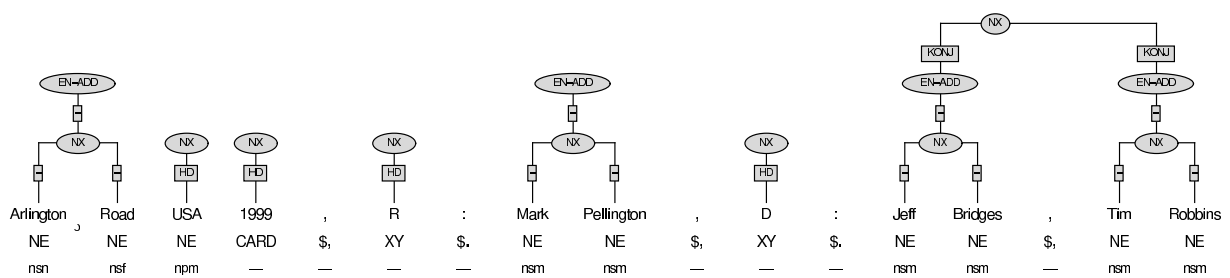 NX
KONJ KONJ
EN–ADD EN–ADD EN–ADD EN–ADD
– – – –
NX NX NX NX NX NX NX NX
– – HD HD HD – – HD – – – –
Arlington Road USA 1999 , R : Mark Pellington , D : Jeff Bridges , Tim Robbins
NE NE NE CARD $, XY $. NE NE $, XY $. NE NE $, NE NE
nsn nsf npm — — — — nsm nsm — — — nsm nsm — nsm nsm